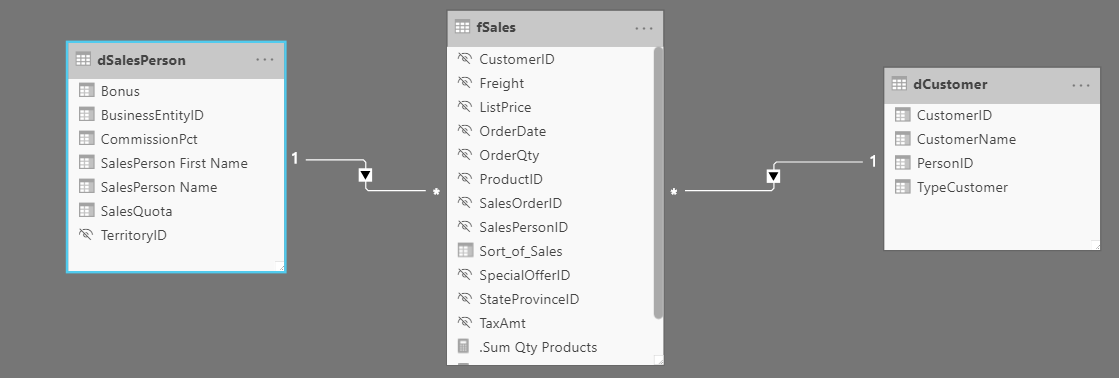 dSalesPerson
...
Bonus
BusinessEntityID
CommissionPct
SalesPerson First Name
SalesPerson Name
SalesQuota
TerritoryID
1
*
fSales
...
CustomerID
Freight
ListPrice
OrderDate
OrderQty
ProductID
SalesOrderID
SalesPersonID
Sort_of_Sales
SpecialOfferID
StateProvinceID
TaxAmt
.Sum Qty Products
*
1
dCustomer
...
CustomerID
CustomerName
PersonID
TypeCustomer